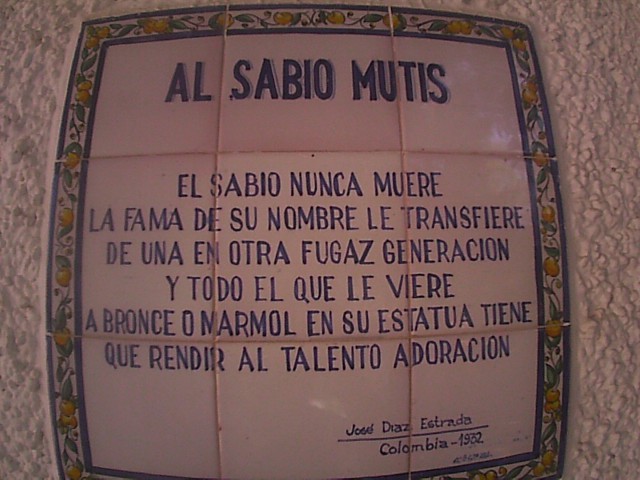 AL SABIO MUTIS
EL SABIO NUNCA MUERE
LA FAMA DE SU NOMBRE LE TRANSFIERE
DE UNA EN OTRA FUGAZ GENERACION
Y TODO EL QUE LE VIERE
A BRONCE O MARMOL EN SU ESTATUA TIENE
QUE RENDIR AL TALENTO ADORACION
José Diaz Estrada
Colombia-1932